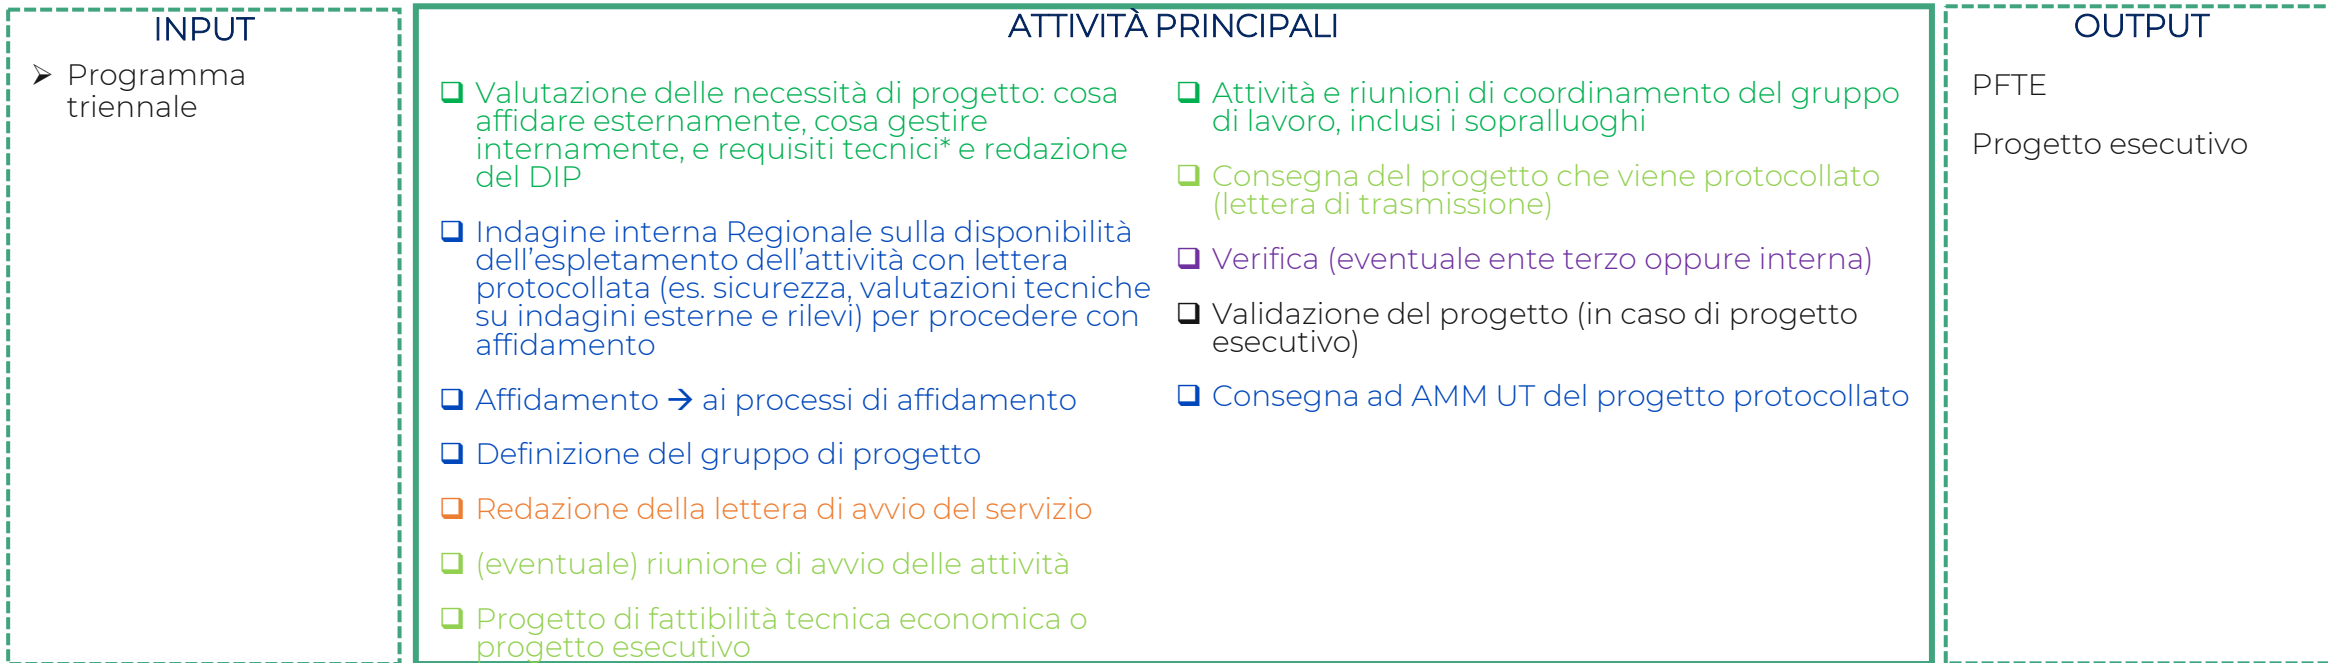 INPUT
➢ Programma
triennale
ATTIVITÀ PRINCIPALI
❑ Valutazione delle necessità di progetto: cosa
affidare esternamente, cosa gestire
internamente, e requisiti tecnici* e redazione
del DIP
❑ Indagine interna Regionale sulla disponibilità
dell’espletamento dell’attività con lettera
protocollata (es. sicurezza, valutazioni tecniche
su indagini esterne e rilevi) per procedere con
affidamento
❑ Affidamento → ai processi di affidamento
❑ Definizione del gruppo di progetto
❑ Redazione della lettera di avvio del servizio
❑ (eventuale) riunione di avvio delle attività
❑ Progetto di fattibilità tecnica economica o
progetto esecutivo
❑ Attività e riunioni di coordinamento del gruppo
di lavoro, inclusi i sopralluoghi
❑ Consegna del progetto che viene protocollato
(lettera di trasmissione)
❑ Verifica (eventuale ente terzo oppure interna)
❑ Validazione del progetto (in caso di progetto
esecutivo)
❑ Consegna ad AMM UT del progetto protocollato
OUTPUT
PFTE
Progetto esecutivo